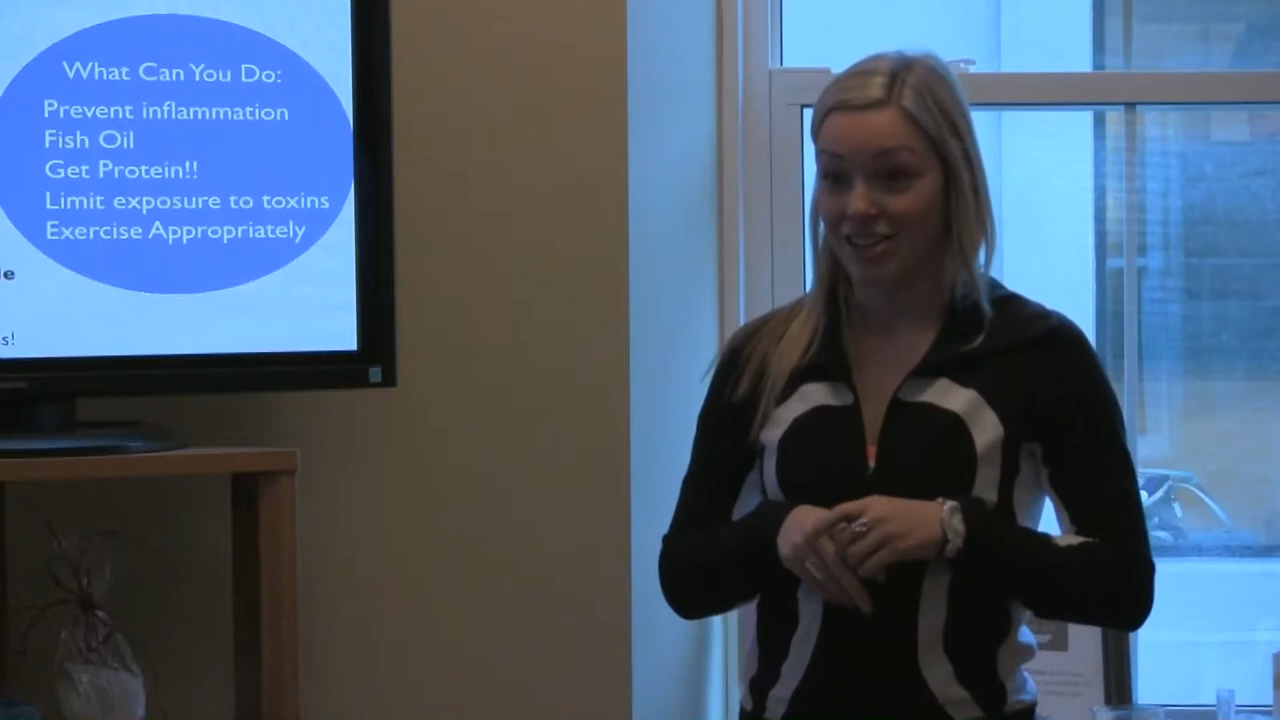 What Can You Do:
Prevent inflammation
Fish Oil
Get Protein!!
Limit exposure to toxins
Exercise Appropriately